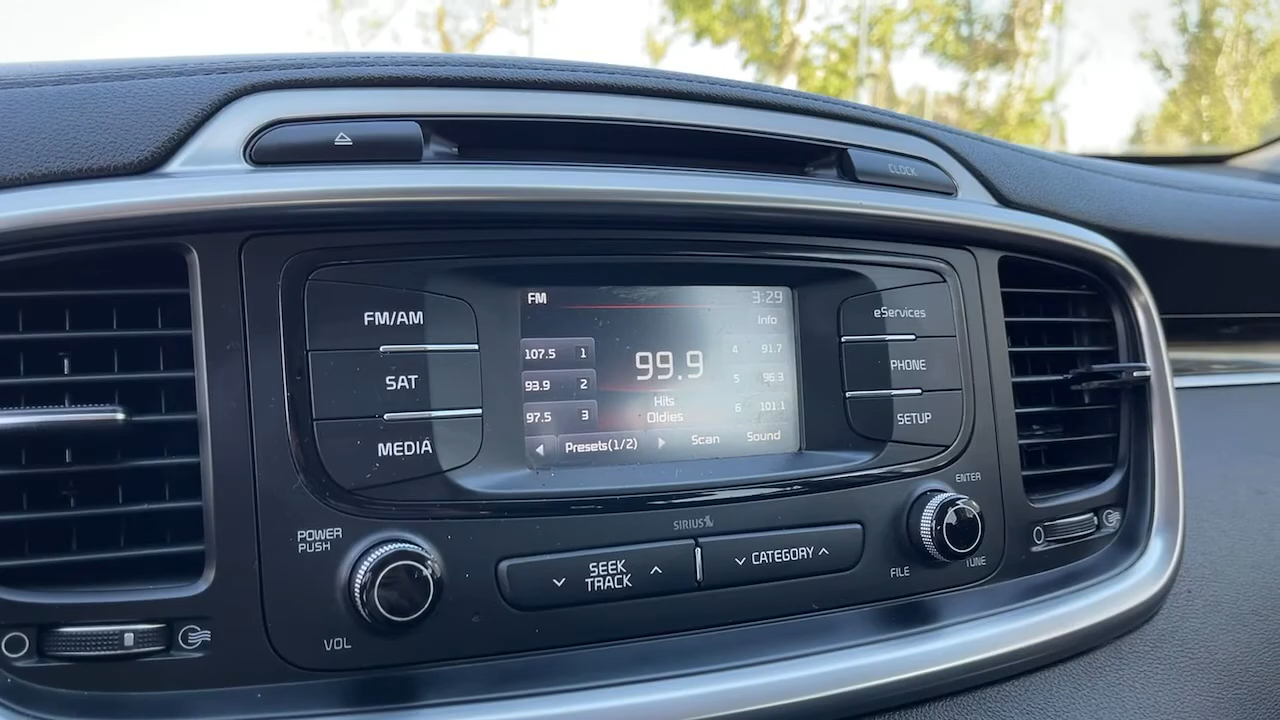 CLOCK
FM/AM
SAT
MEDIA
FM
3:29
Info
107.5 1
93.9 2
97.5 3
99.9
Hits
Oldies
4 91.7
5 96.3
6 101.1
Presets(1/2)
Scan
Sound
eServices
PHONE
SETUP
POWER
PUSH
VOL
SIRIUS
SEEK
TRACK
CATEGORY
ENTER
FILE
TUNE